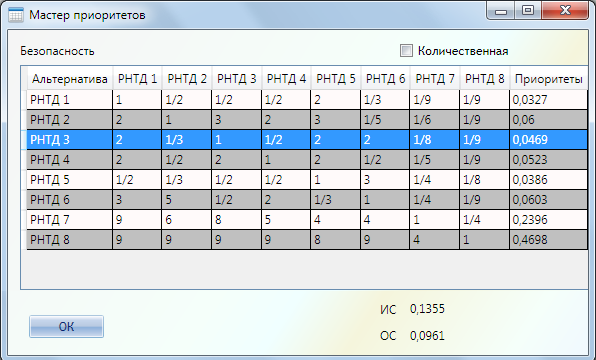 Мастер приоритетов
Безопасность Количественная
Альтернатива РНТД 1 РНТД 2 РНТД 3 РНТД 4 РНТД 5 РНТД 6 РНТД 7 РНТД 8 Приоритеты
РНТД 1 1 1/2 1/2 1/2 2 1/3 1/9 1/9 0,0327
РНТД 2 2 1 3 2 3 1/5 1/6 1/9 0,06
РНТД 3 2 1/3 1 1/2 2 2 1/8 1/9 0,0469
РНТД 4 2 1/2 2 1 2 1/2 1/5 1/9 0,0523
РНТД 5 1/2 1/3 1/2 1/2 1 3 1/4 1/8 0,0386
РНТД 6 3 5 1/2 2 1/3 1 1/4 1/9 0,0603
РНТД 7 9 6 8 5 4 4 1 1/4 0,2396
РНТД 8 9 9 9 9 8 9 4 1 0,4698
ИС 0,1355
ОК
ОС 0,0961